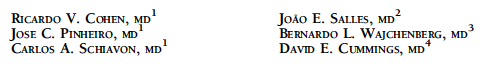 RICARDO V. COHEN, MD¹
JOSE C. PINHEIRO, MD¹
CARLOS A. SCHIAVON, MD¹
JOÃO E. SALLES, MD²
BERNARDO L. WAJCHENBERG, MD³
DAVID E. CUMMINGS, MD⁴